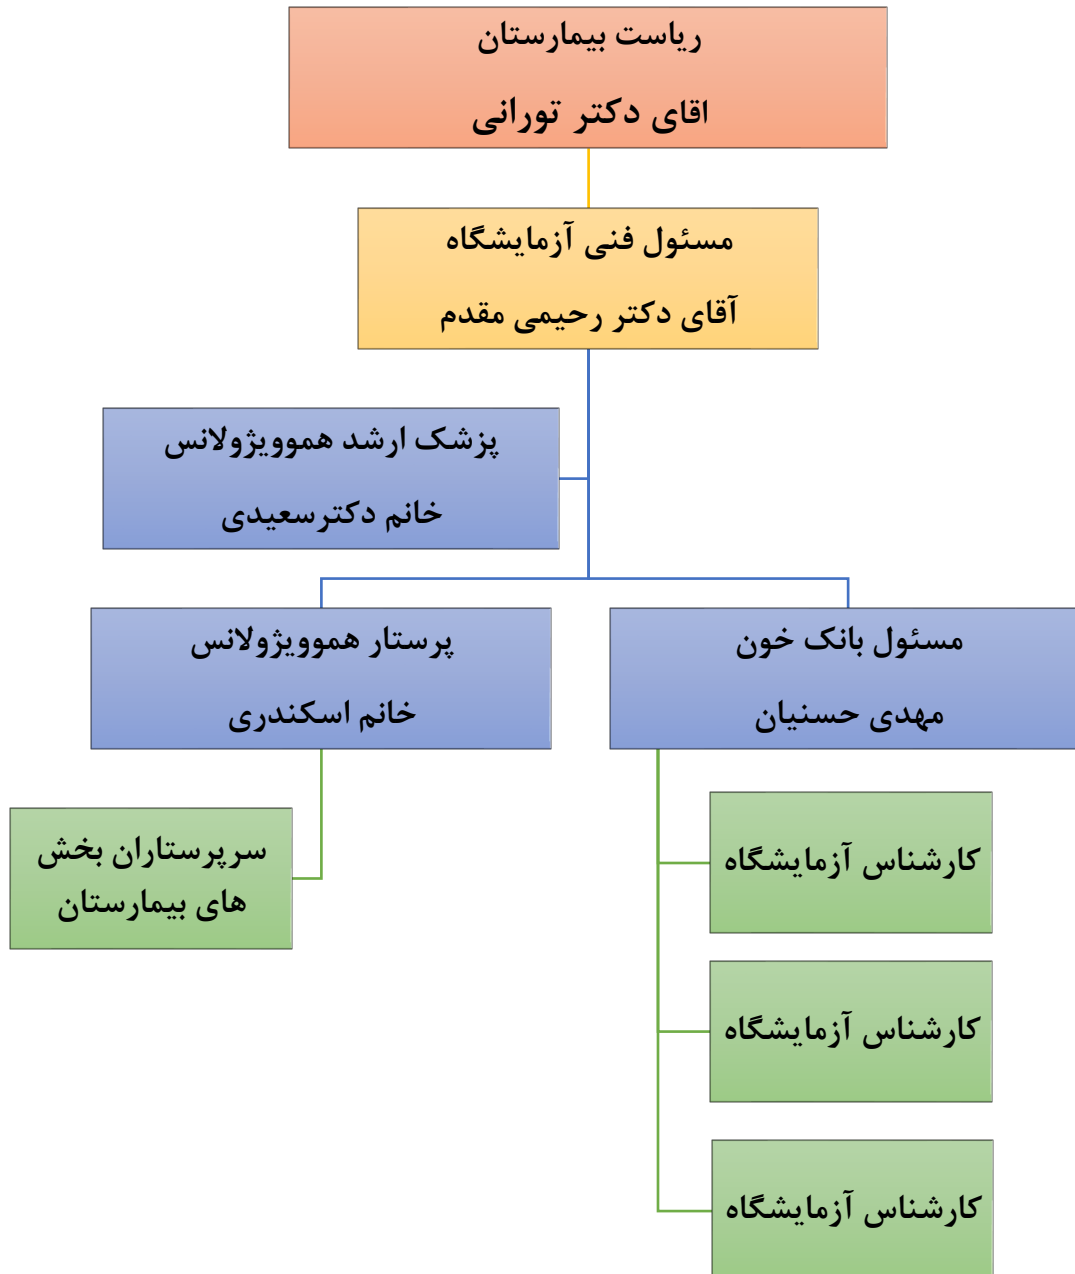 ریاست بیمارستان
اقای دکتر تورانی
مسئول فنی آزمایشگاه
آقای دکتر رحیمی مقدم
پزشک ارشد هموویژولانس
خانم دکترسعیدی
مسئول بانک خون
مهدی حسنیان
پرستار هموویژولانس
خانم اسکندری
کارشناس آزمایشگاه
سرپرستاران بخش
های بیمارستان
کارشناس آزمایشگاه
کارشناس آزمایشگاه